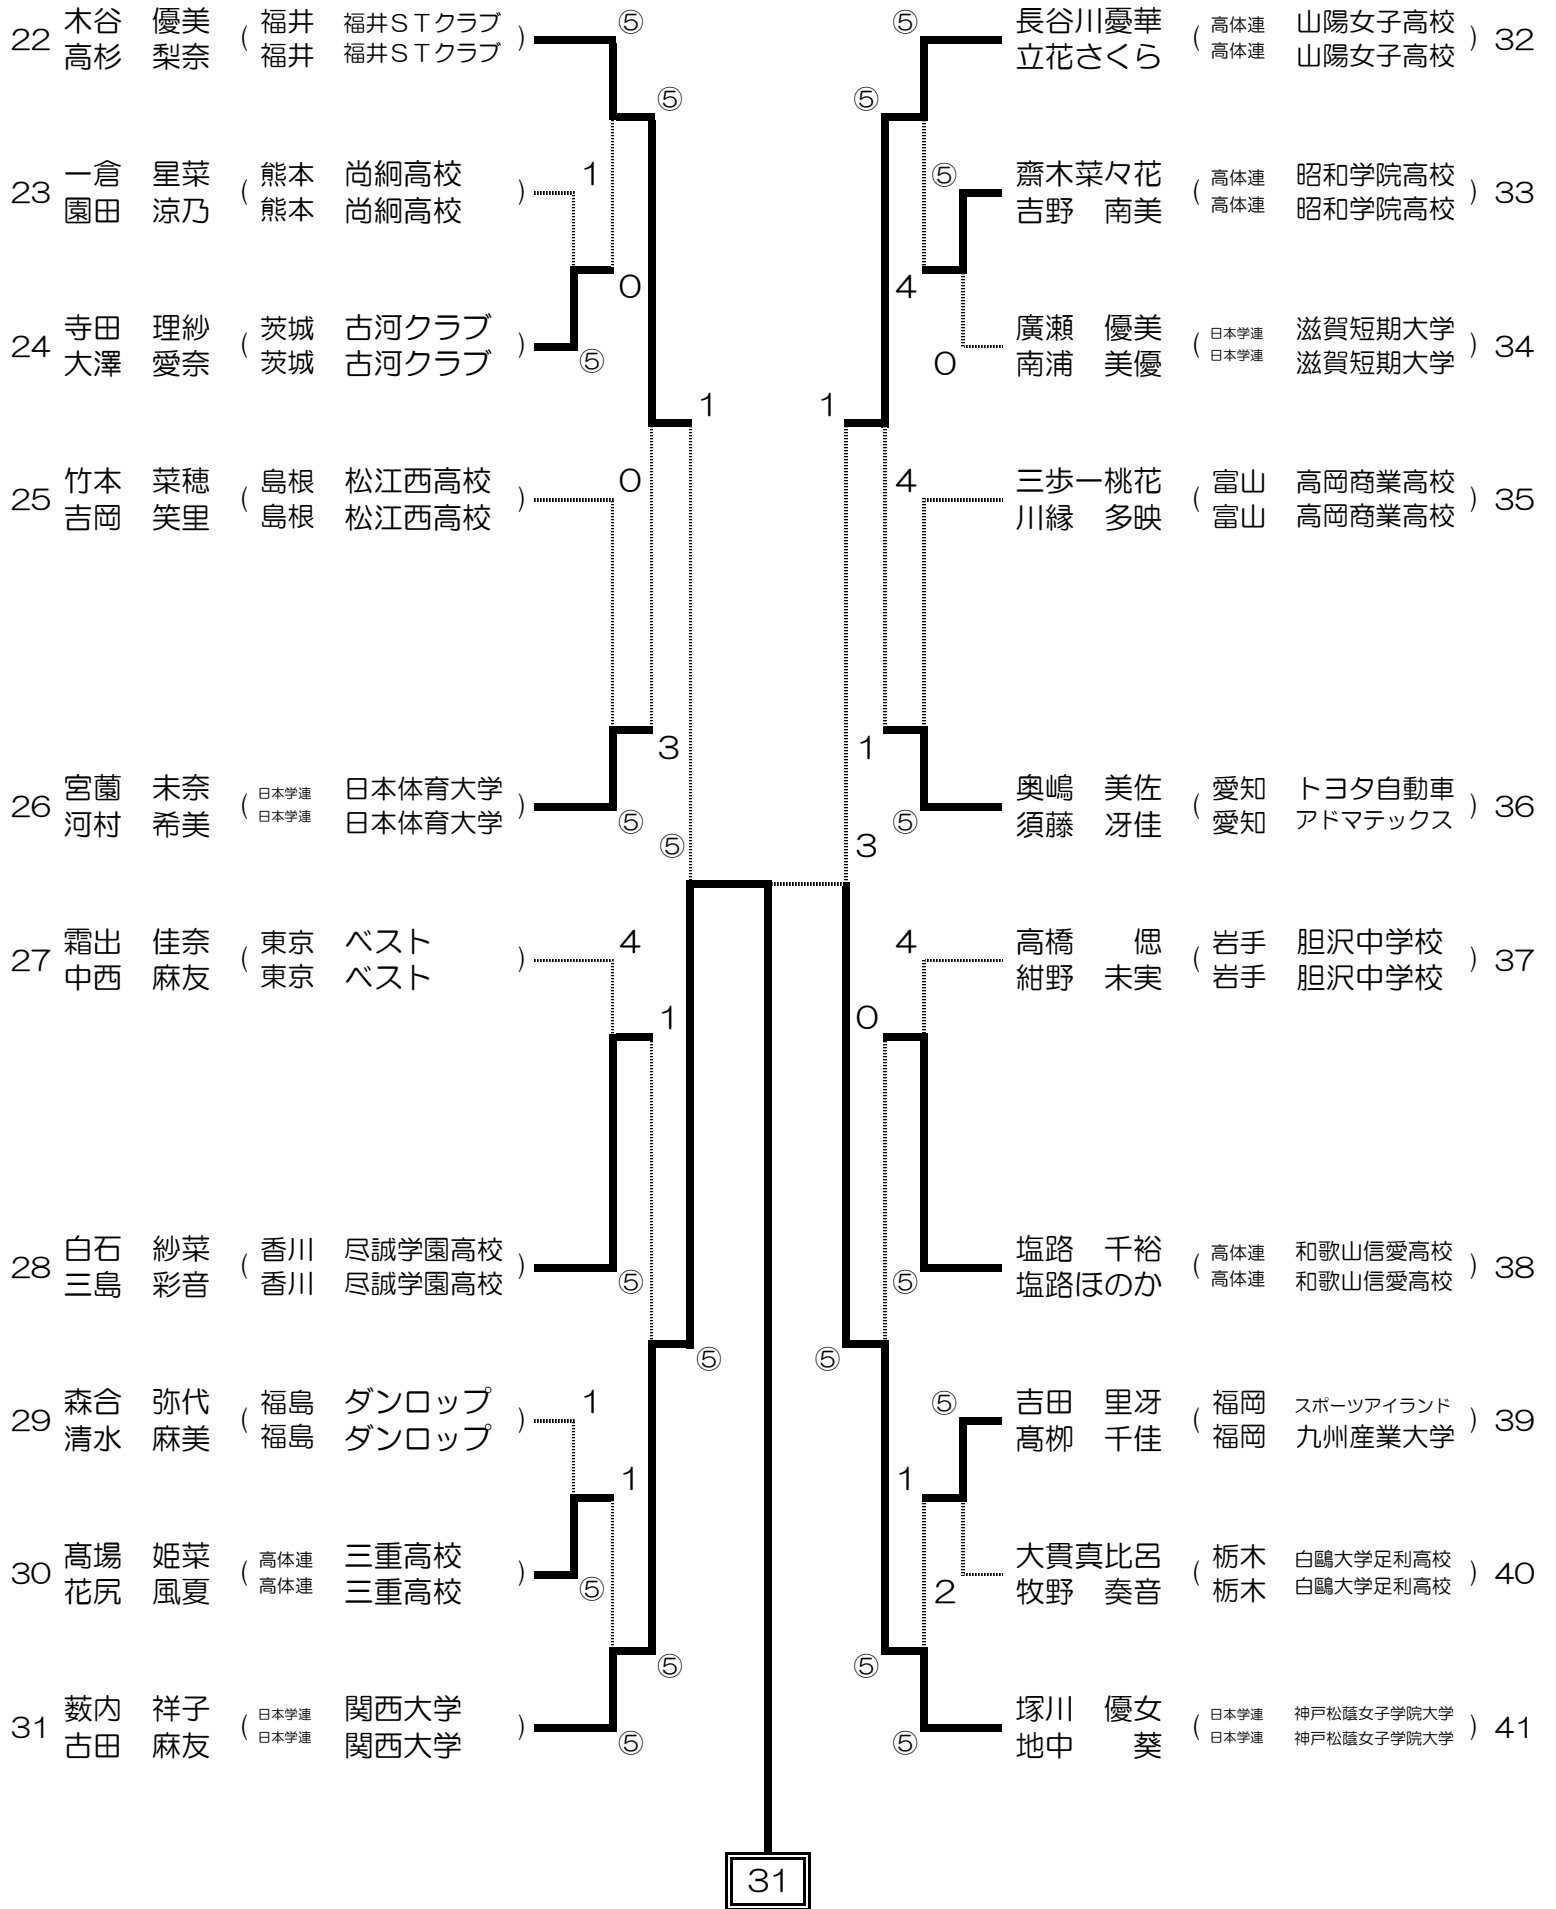 ⑤
22 木谷 優美 ( 福井 福井STクラブ )
高杉 梨奈 福井 福井STクラブ
⑤
1
23 一倉 星菜 ( 熊本 尚絅高校 )
園田 涼乃 熊本 尚絅高校
0
24 寺田 理紗 ( 茨城 古河クラブ )
大澤 愛奈 茨城 古河クラブ
⑤
1
0
25 竹本 菜穂 ( 島根 松江西高校 )
吉岡 笑里 島根 松江西高校
3
26 宮薗 未奈 ( 日本学連 日本体育大学 )
河村 希美 日本学連 日本体育大学
⑤
⑤
4
27 霜出 佳奈 ( 東京 ベスト )
中西 麻友 東京 ベスト
1
28 白石 紗菜 ( 香川 尽誠学園高校 )
三島 彩音 香川 尽誠学園高校
⑤
⑤
1
29 森合 弥代 ( 福島 ダンロップ )
清水 麻美 福島 ダンロップ
1
30 髙場 姫菜 ( 高体連 三重高校 )
花尻 風夏 高体連 三重高校
⑤
⑤
31 薮内 祥子 ( 日本学連 関西大学 )
古田 麻友 日本学連 関西大学
⑤
⑤
長谷川憂華 ( 高体連 山陽女子高校 ) 32
立花さくら 高体連 山陽女子高校
⑤
⑤
齋木菜々花 ( 高体連 昭和学院高校 ) 33
吉野 南美 高体連 昭和学院高校
4
廣瀬 優美 ( 日本学連 滋賀短期大学 ) 34
南浦 美優 日本学連 滋賀短期大学
0
1
4
三歩一桃花 ( 富山 高岡商業高校 ) 35
川縁 多映 富山 高岡商業高校
1
奥嶋 美佐 ( 愛知 トヨタ自動車 ) 36
須藤 冴佳 愛知 アドマテックス
⑤
3
4
高橋 偲 ( 岩手 胆沢中学校 ) 37
紺野 未実 岩手 胆沢中学校
0
塩路 千裕 ( 高体連 和歌山信愛高校 ) 38
塩路ほのか 高体連 和歌山信愛高校
⑤
⑤
⑤
吉田 里冴 ( 福岡 スポーツアイランド ) 39
髙栁 千佳 福岡 九州産業大学
1
大貫真比呂 ( 栃木 白鷗大学足利高校 ) 40
牧野 奏音 栃木 白鷗大学足利高校
2
⑤
塚川 優女 ( 日本学連 神戸松蔭女子学院大学 ) 41
地中 葵 日本学連 神戸松蔭女子学院大学
⑤
31